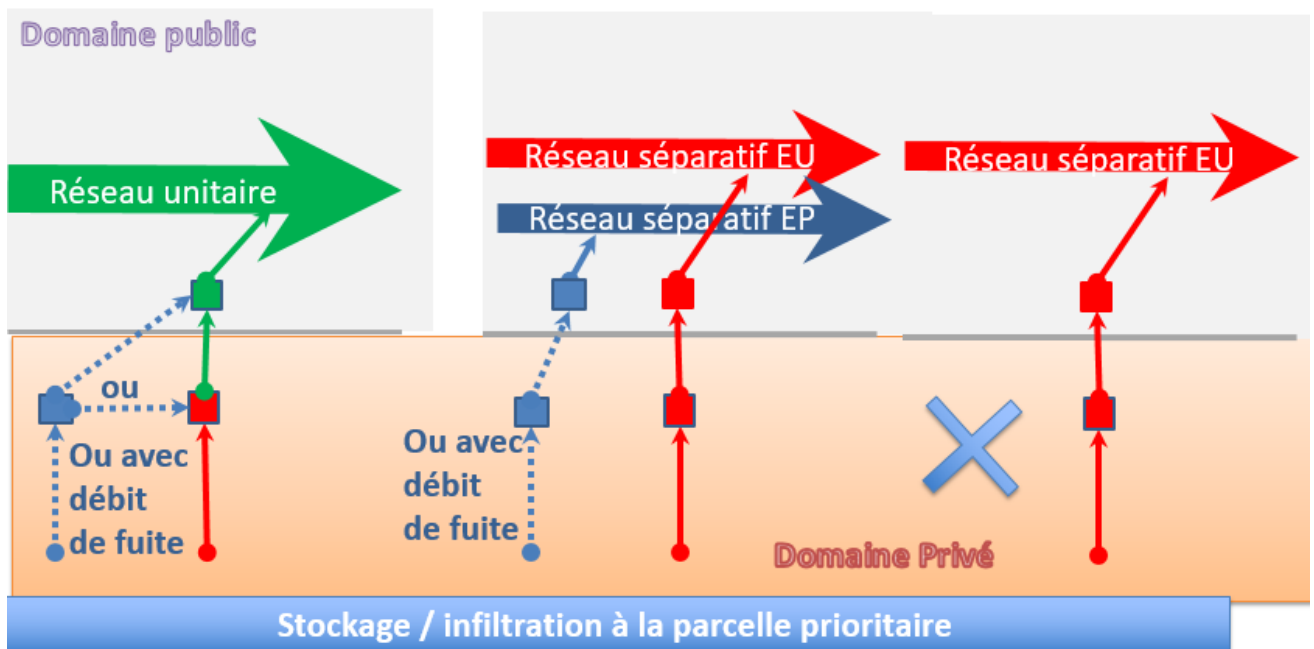 Domaine public
Réseau unitaire
Réseau séparatif EU
Réseau séparatif EP
Réseau séparatif EU
ou
Ou avec
débit
de fuite
Ou avec
débit
de fuite
Domaine Privé
Stockage / infiltration à la parcelle prioritaire